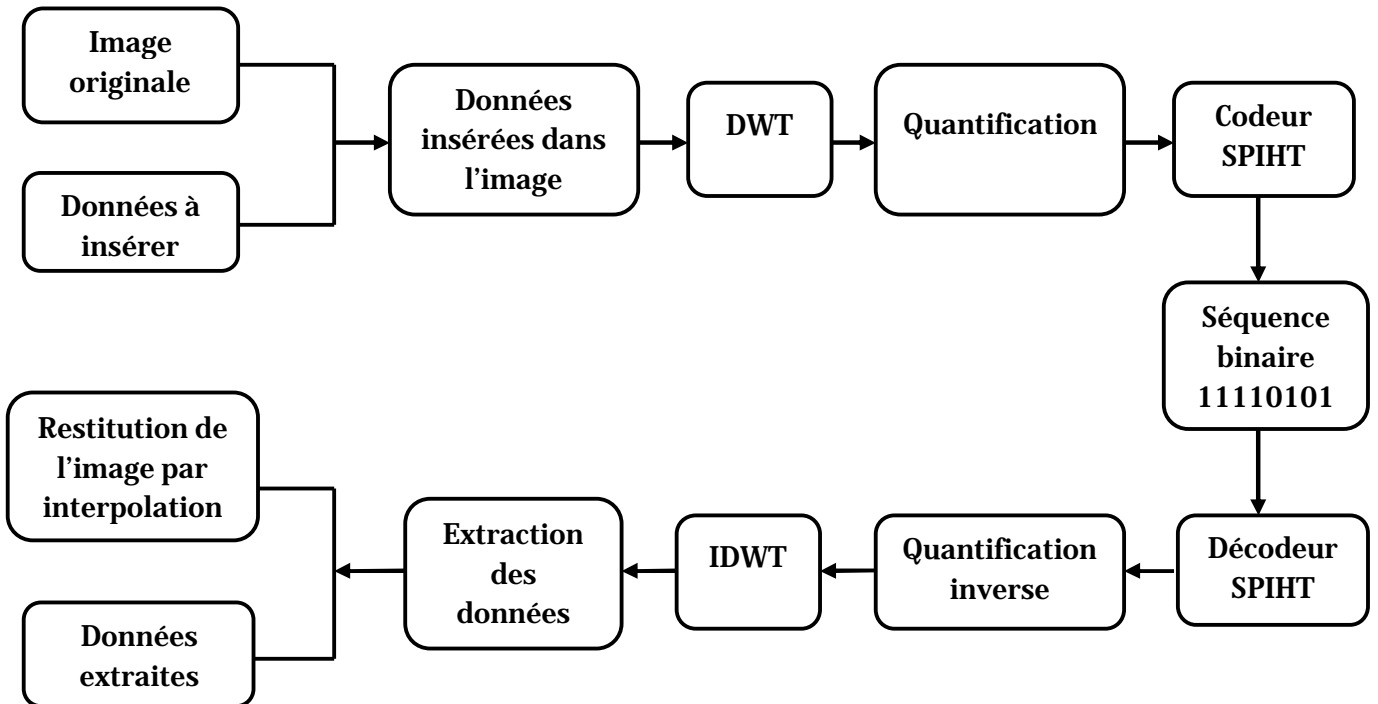 Image
originale
Données à
insérer
Données
insérées dans
l'image
DWT
Quantification
Codeur
SPIHT
Séquence
binaire
11110101
Décodeur
SPIHT
Quantification
inverse
IDWT
Extraction
des
données
Restitution de
l'image par
interpolation
Données
extraites